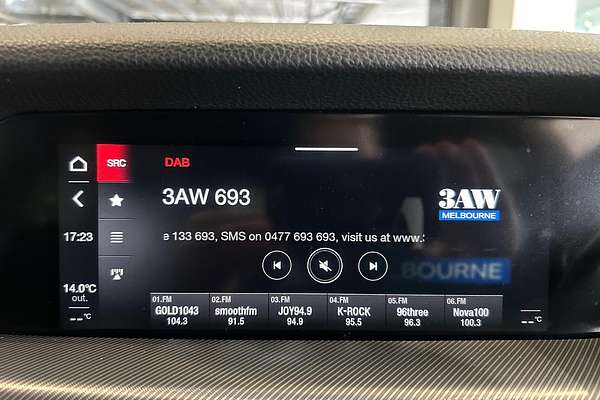 SRC
DAB
3AW 693
3AW
MELBOURNE
17:23
e 133 693, SMS on 0477 693 693, visit us at www.
BOURNE
14.0°C
out.
--°C
--°C
01.FM
GOLD1043
104.3
02.FM
smoothfm
91.5
03.FM
JOY94.9
94.9
04.FM
K-ROCK
95.5
05.FM
96three
96.3
06.FM
Nova100
100.3